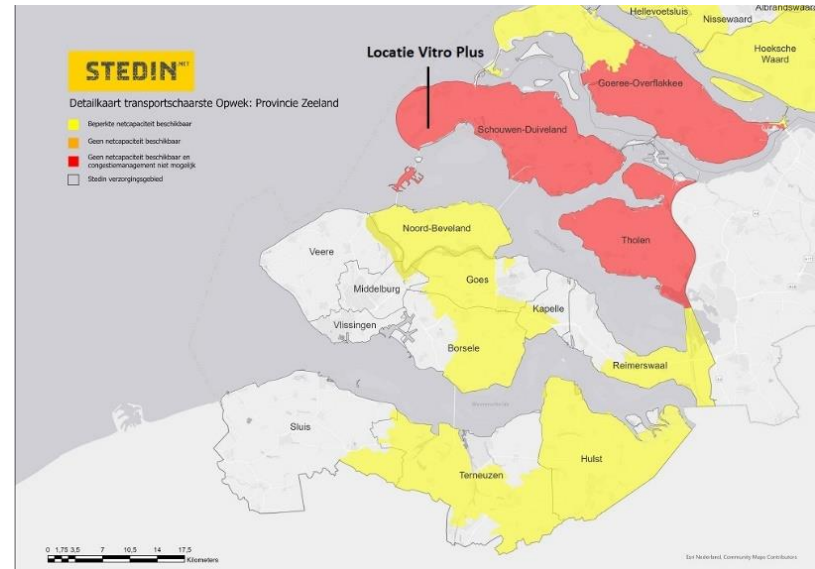 Hellevoetsluis
Nissewaard
Albrandswaard
Hoeksche
Waard
Locatie Vitro Plus
STEDIN.NET
Detailkaart transportschaarste Opwek: Provincie Zeeland
Beperkte netcapaciteit beschikbaar
Geen netcapaciteit beschikbaar
Geen netcapaciteit beschikbaar en
congestiemanagement niet mogelijk
Stedin verzorgingsgebied
Goeree-Overflakkee
Schouwen-Duiveland
Tholen
Noord-Beveland
Veere
Goes
Middelburg
Kapelle
Vlissingen
Borsele
Reimerswaal
Sluis
Hulst
Terneuzen
0 1,75 3,5 7 10,5 14 17,5
Kilometers
Esri Nederland, Community Maps Contributors